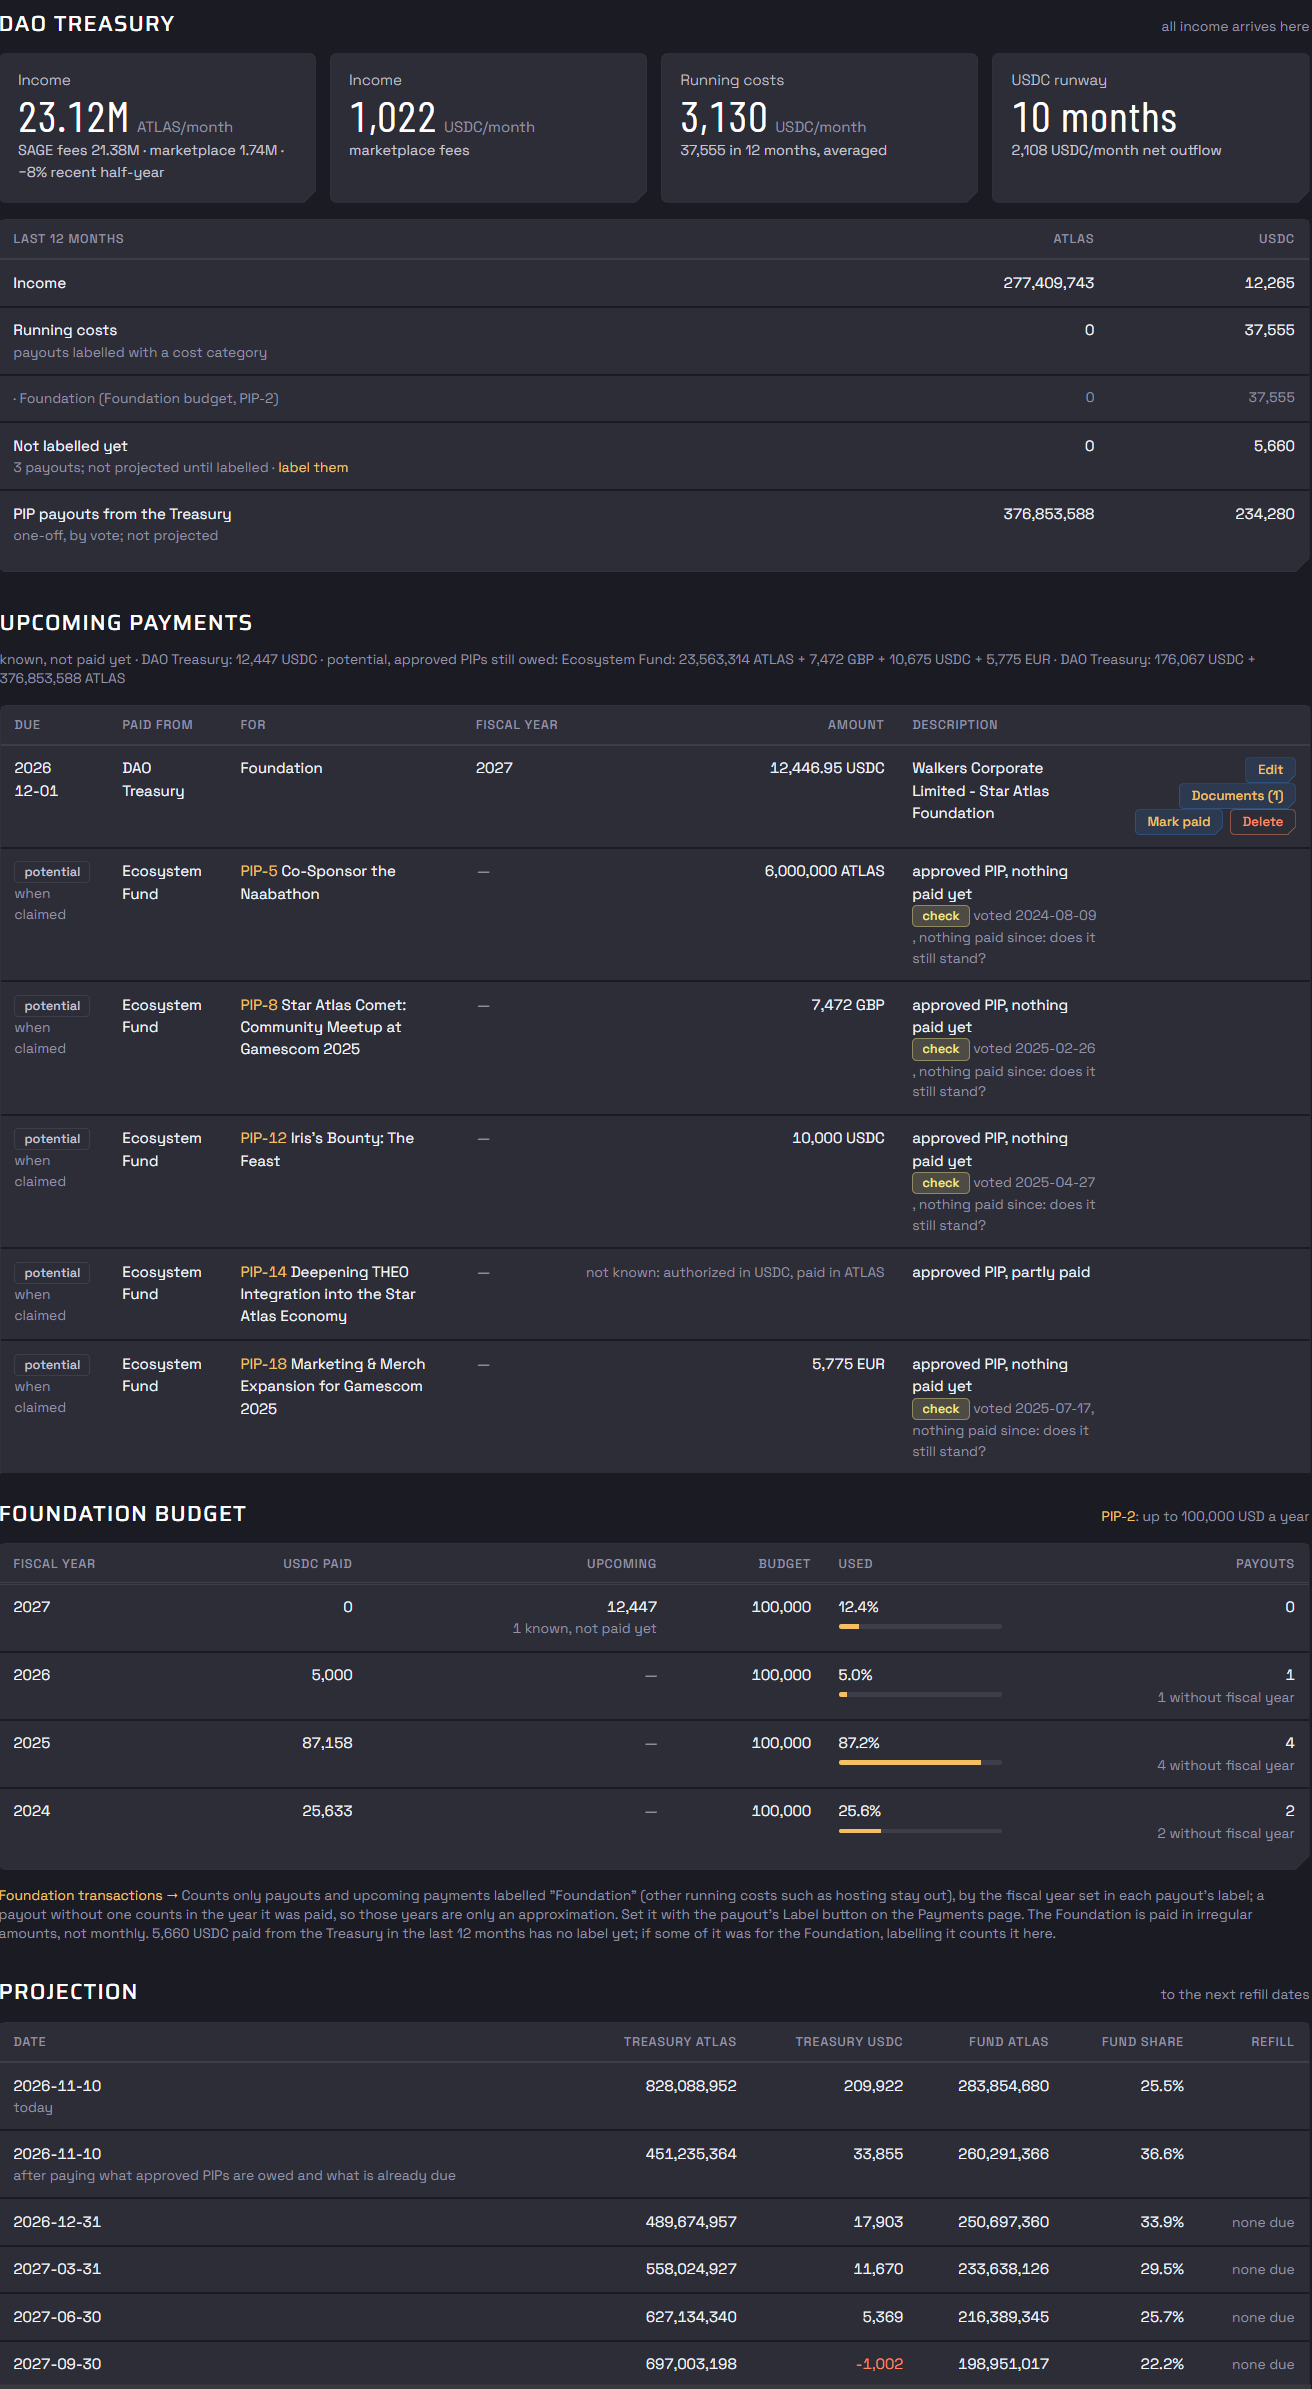 DAO TREASURY
all income arrives here
Income
23.12M ATLAS/month
SAGE fees 21.38M · marketplace 1.74M ·
−8% recent half-year
Income
1,022 USDC/month
marketplace fees
Running costs
3,130 USDC/month
37,555 in 12 months, averaged
USDC runway
10 months
2,108 USDC/month net outflow
LAST 12 MONTHS ATLAS USDC
Income 277,409,743 12,265
Running costs 0 37,555
payouts labelled with a cost category
· Foundation (Foundation budget, PIP-2) 0 37,555
Not labelled yet 0 5,660
3 payouts; not projected until labelled · label them
PIP payouts from the Treasury 376,853,588 234,280
one-off, by vote; not projected
UPCOMING PAYMENTS
known, not paid yet · DAO Treasury: 12,447 USDC · potential, approved PIPs still owed: Ecosystem Fund: 23,563,314 ATLAS + 7,472 GBP + 10,675 USDC + 5,775 EUR · DAO Treasury: 176,067 USDC +
376,853,588 ATLAS
DUE PAID FROM FOR FISCAL YEAR AMOUNT DESCRIPTION
2026 DAO Foundation 2027 12,446.95 USDC Walkers Corporate Edit
12-01 Treasury Limited - Star Atlas Documents (1)
Foundation Mark paid Delete
potential Ecosystem PIP-5 Co-Sponsor the — 6,000,000 ATLAS approved PIP, nothing
when Fund Naabathon paid yet
claimed check voted 2024-08-09
, nothing paid since: does it
still stand?
potential Ecosystem PIP-8 Star Atlas Comet: — 7,472 GBP approved PIP, nothing
when Fund Community Meetup at paid yet
claimed Gamescom 2025 check voted 2025-02-26
, nothing paid since: does it
still stand?
potential Ecosystem PIP-12 Iris's Bounty: The — 10,000 USDC approved PIP, nothing
when Fund Feast paid yet
claimed check voted 2025-04-27
, nothing paid since: does it
still stand?
potential Ecosystem PIP-14 Deepening THEO — not known: authorized in USDC, paid in ATLAS approved PIP, partly paid
when Fund Integration into the Star
claimed Atlas Economy
potential Ecosystem PIP-18 Marketing & Merch — 5,775 EUR approved PIP, nothing
when Fund Expansion for Gamescom paid yet
claimed 2025 check voted 2025-07-17,
nothing paid since: does it
still stand?
FOUNDATION BUDGET
PIP-2: up to 100,000 USD a year
FISCAL YEAR USDC PAID UPCOMING BUDGET USED PAYOUTS
2027 0 12,447 100,000 12.4% 0
1 known, not paid yet
2026 5,000 — 100,000 5.0% 1
1 without fiscal year
2025 87,158 — 100,000 87.2% 4
4 without fiscal year
2024 25,633 — 100,000 25.6% 2
2 without fiscal year
Foundation transactions → Counts only payouts and upcoming payments labelled "Foundation" (other running costs such as hosting stay out), by the fiscal year set in each payout's label; a
payout without one counts in the year it was paid, so those years are only an approximation. Set it with the payout's Label button on the Payments page. The Foundation is paid in irregular
amounts, not monthly. 5,660 USDC paid from the Treasury in the last 12 months has no label yet; if some of it was for the Foundation, labelling it counts it here.
PROJECTION
to the next refill dates
DATE TREASURY ATLAS TREASURY USDC FUND ATLAS FUND SHARE REFILL
2026-11-10 828,088,952 209,922 283,854,680 25.5%
today
2026-11-10 451,235,364 33,855 260,291,366 36.6%
after paying what approved PIPs are owed and what is already due
2026-12-31 489,674,957 17,903 250,697,360 33.9% none due
2027-03-31 558,024,927 11,670 233,638,126 29.5% none due
2027-06-30 627,134,340 5,369 216,389,345 25.7% none due
2027-09-30 697,003,198 -1,002 198,951,017 22.2% none due